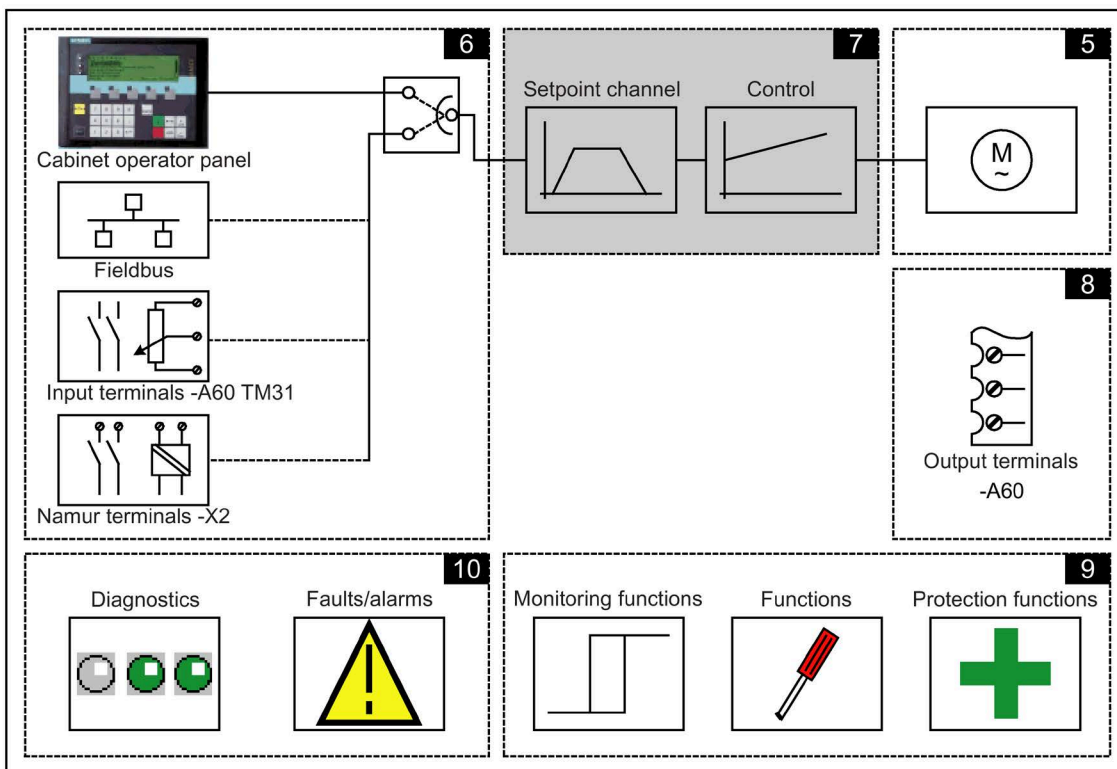 6
Cabinet operator panel
Fieldbus
Input terminals -A60 TM31
Namur terminals -X2
7
Setpoint channel
Control
5
M
~
8
Output terminals
-A60
10
Diagnostics
Faults/alarms
9
Monitoring functions
Functions
Protection functions